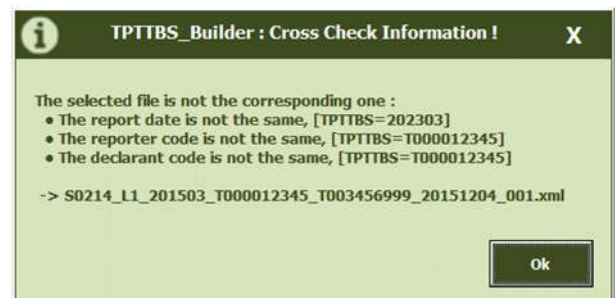 TPTTBS_Builder : Cross Check Information !
X
The selected file is not the corresponding one :
● The report date is not the same, [TPTTBS=202303]
● The reporter code is not the same, [TPTTBS=T000012345]
● The declarant code is not the same, [TPTTBS=T000012345]
-> S0214_L1_201503_T000012345_T003456999_20151204_001.xml
Ok